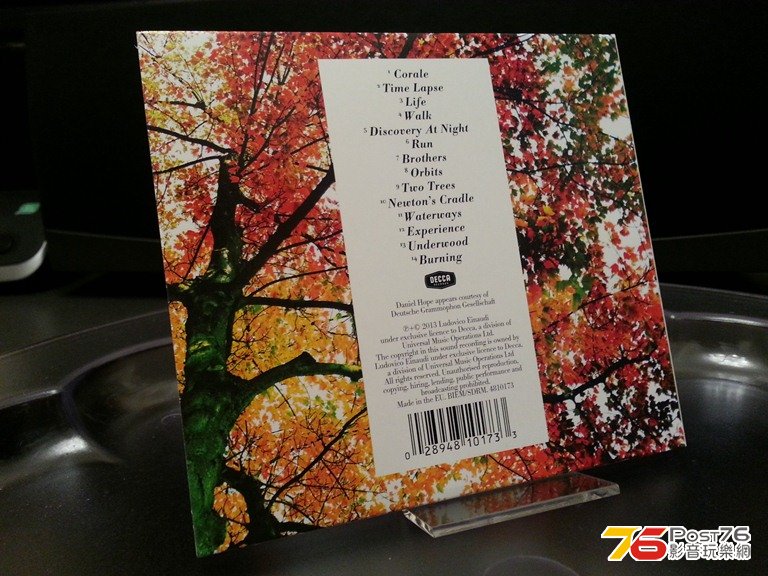 1 Corale
2 Time Lapse
3 Life
4 Walk
5 Discovery At Night
6 Run
7 Brothers
8 Orbits
9 Two Trees
10 Newton's Cradle
11 Waterways
12 Experience
13 Underwood
14 Burning
DECCA
Daniel Hope appears courtesy of
Deutsche Grammophon Gesellschaft
℗+© 2013 Ludovico Einaudi
under exclusive licence to Decca, a division of
Universal Music Operations Ltd.
The copyright in this sound recording is owned by
Ludovico Einaudi under exclusive licence to Decca,
a division of Universal Music Operations Ltd
All rights reserved. Unauthorised reproduction,
copying, hiring, lending, public performance and
broadcasting prohibited.
Made in the E.U. BIEM/SDRM. 4810173
0 28948 10173 3
76 POST76
影音玩樂網